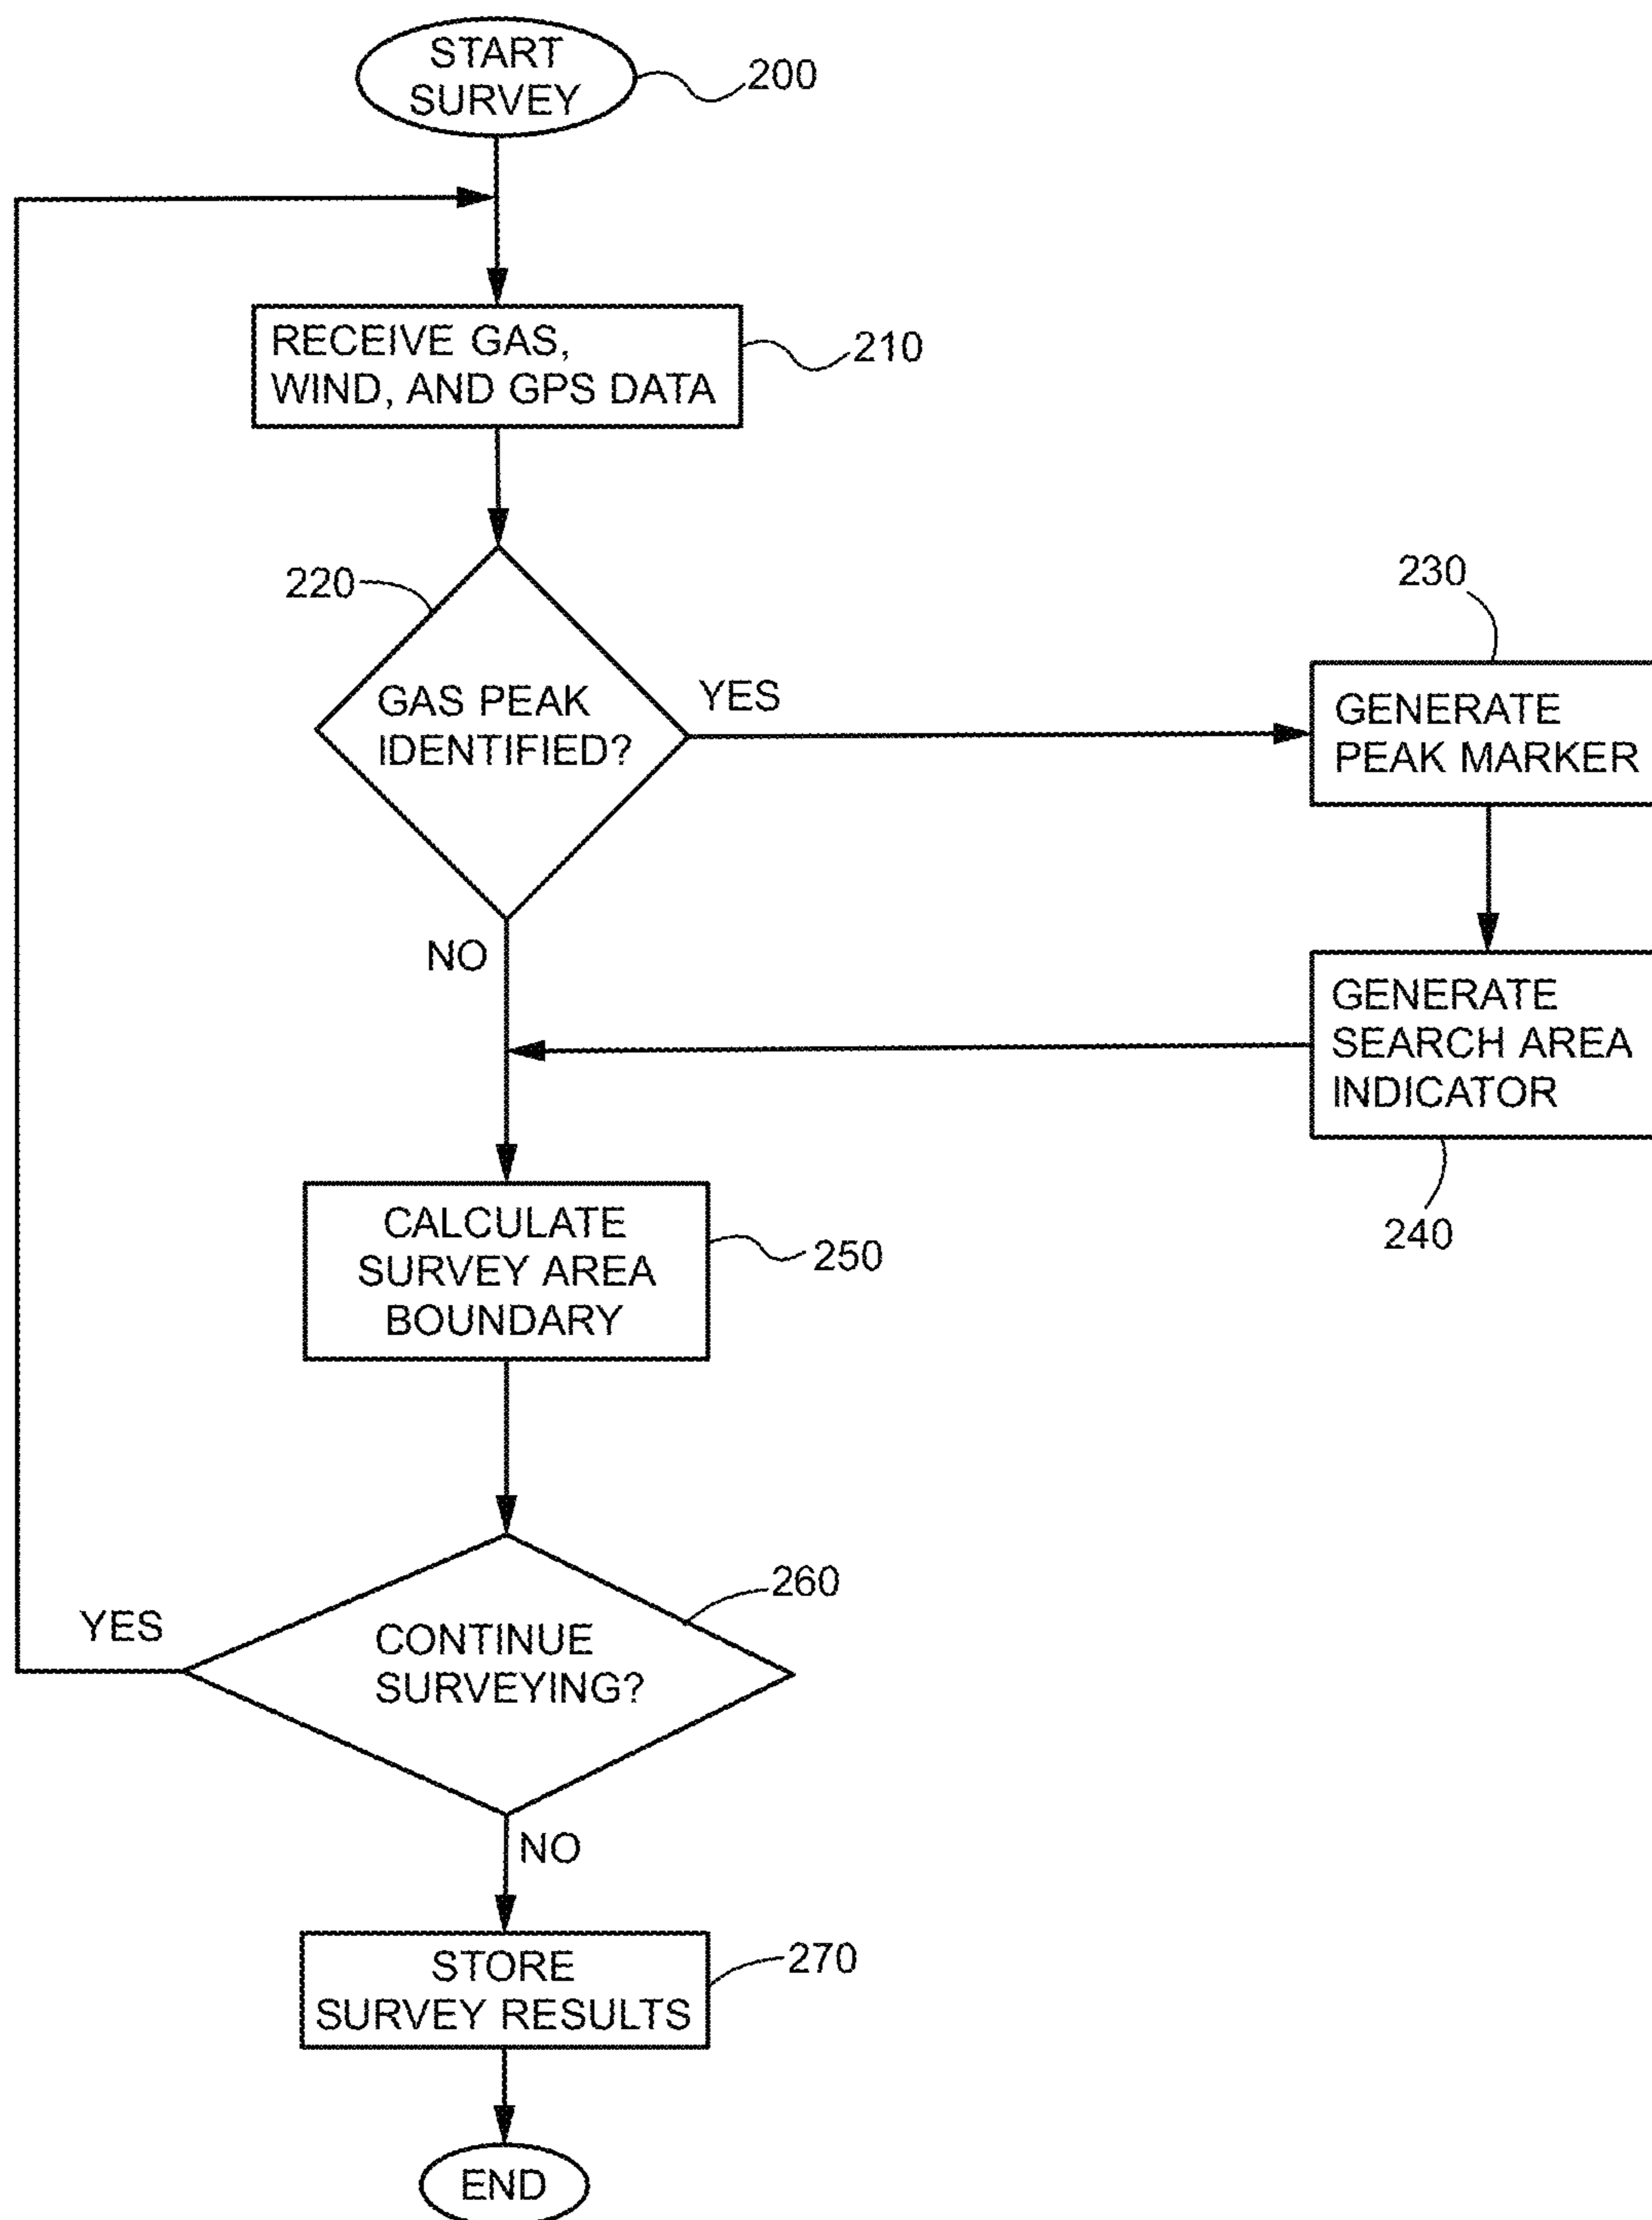 START
SURVEY
200
RECEIVE GAS,
WIND, AND GPS DATA
210
220
GAS PEAK
IDENTIFIED?
YES
230
GENERATE
PEAK MARKER
NO
GENERATE
SEARCH AREA
INDICATOR
240
CALCULATE
SURVEY AREA
BOUNDARY
250
260
YES
CONTINUE
SURVEYING?
NO
STORE
SURVEY RESULTS
270
END